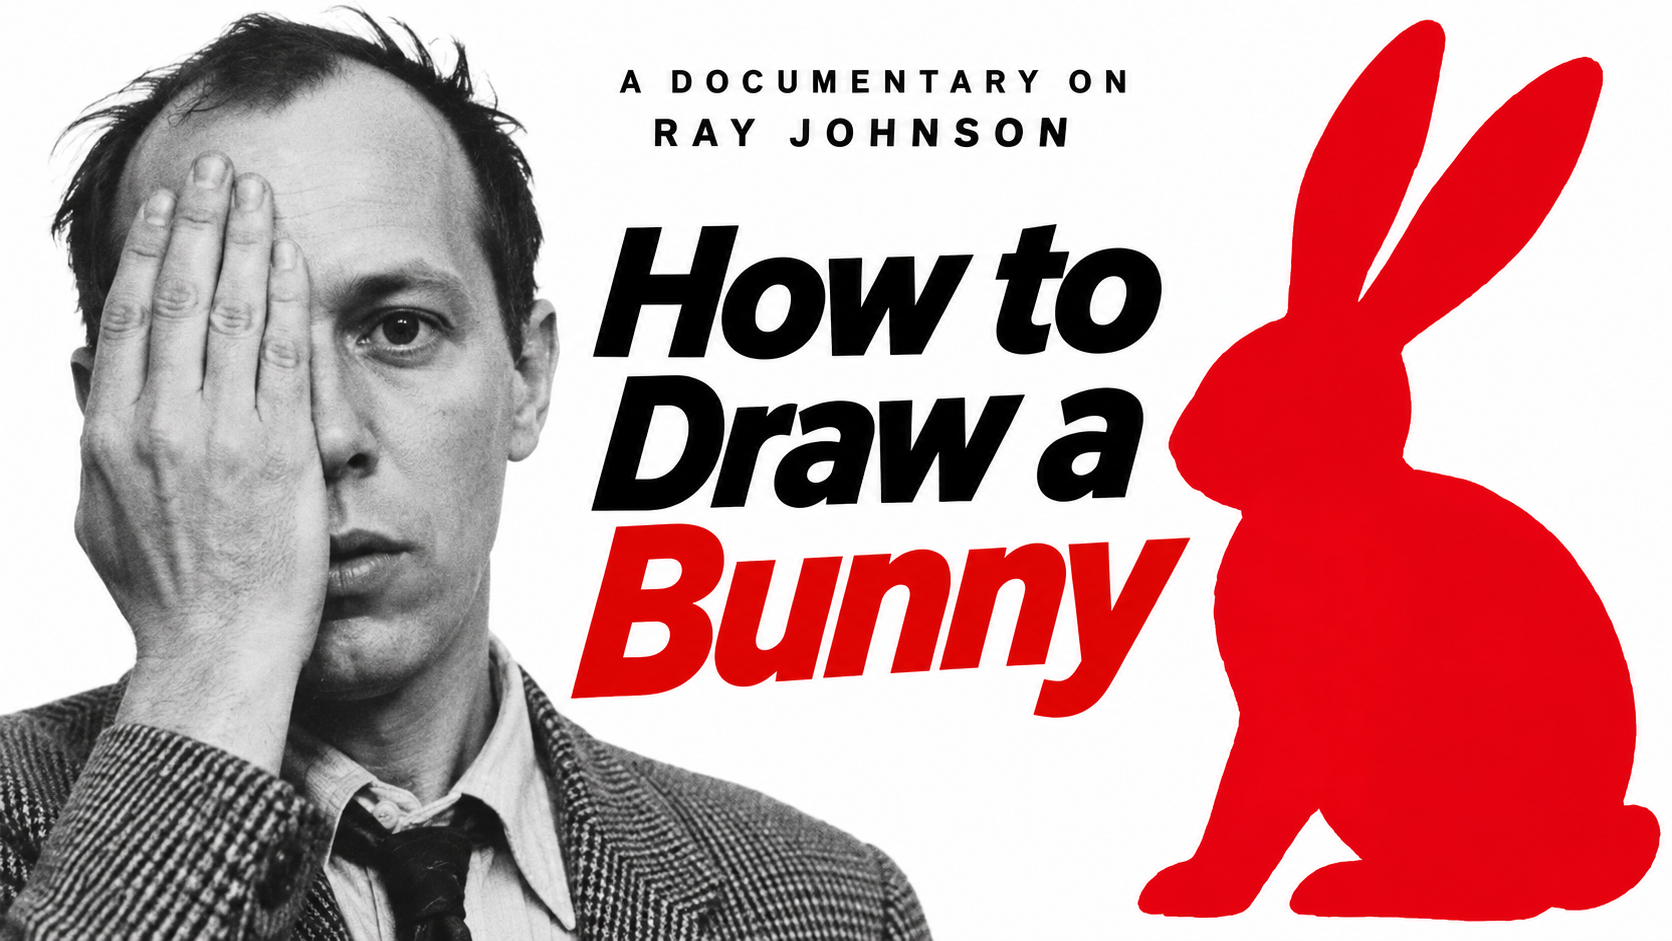 A DOCUMENTARY ON
RAY JOHNSON
How to
Draw a
Bunny